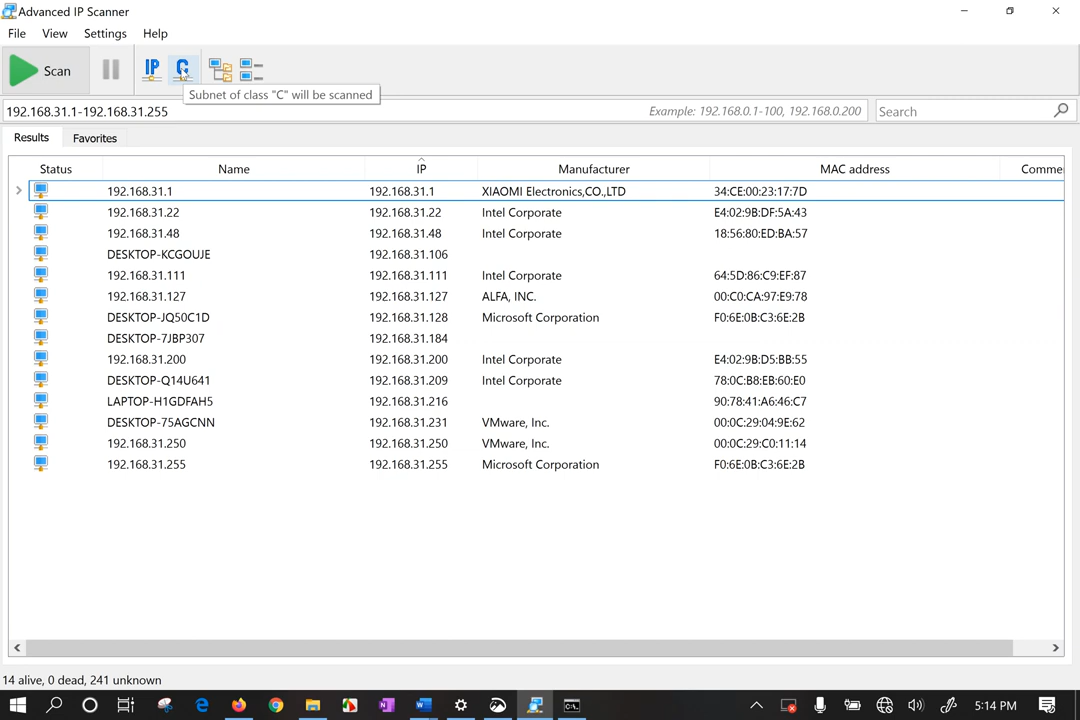 Advanced IP Scanner
File View Settings Help
Scan IP C
Subnet of class "C" will be scanned
192.168.31.1-192.168.31.255 Example: 192.168.0.1-100, 192.168.0.200 Search
Results Favorites
Status Name IP Manufacturer MAC address Comme
192.168.31.1 192.168.31.1 XIAOMI Electronics,CO.,LTD 34:CE:00:23:17:7D
192.168.31.22 192.168.31.22 Intel Corporate E4:02:9B:DF:5A:43
192.168.31.48 192.168.31.48 Intel Corporate 18:56:80:ED:BA:57
DESKTOP-KCGOUJE 192.168.31.106
192.168.31.111 192.168.31.111 Intel Corporate 64:5D:86:C9:EF:87
192.168.31.127 192.168.31.127 ALFA, INC. 00:C0:CA:97:E9:78
DESKTOP-JQ50C1D 192.168.31.128 Microsoft Corporation F0:6E:0B:C3:6E:2B
DESKTOP-7JBP307 192.168.31.184
192.168.31.200 192.168.31.200 Intel Corporate E4:02:9B:D5:BB:55
DESKTOP-Q14U641 192.168.31.209 Intel Corporate 78:0C:B8:EB:60:E0
LAPTOP-H1GDFAH5 192.168.31.216 90:78:41:A6:46:C7
DESKTOP-75AGCNN 192.168.31.231 VMware, Inc. 00:0C:29:04:9E:62
192.168.31.250 192.168.31.250 VMware, Inc. 00:0C:29:C0:11:14
192.168.31.255 192.168.31.255 Microsoft Corporation F0:6E:0B:C3:6E:2B
14 alive, 0 dead, 241 unknown
5:14 PM